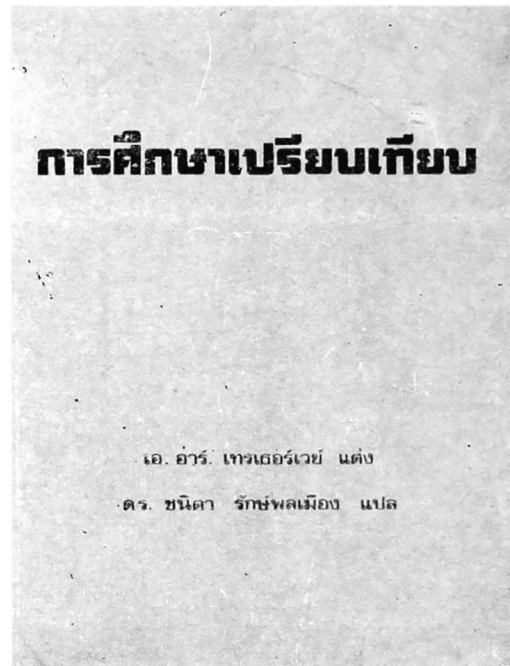 การศึกษาเปรียบเทียบ
เอ. อาร์. เทรเธอร์เวย์ แต่ง
ดร. ชนิตา รักษ์พลเมือง แปล